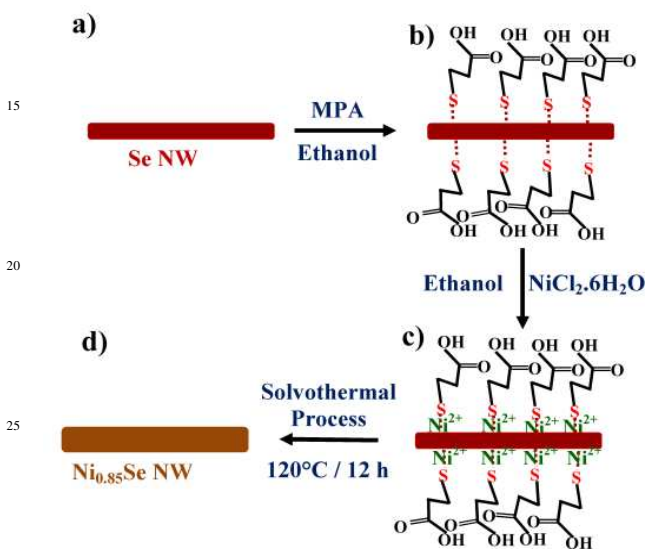 a)
b)
OH
OH
OH
OH
O
O
O
O
S
S
S
S
15
MPA
Ethanol
Se NW
S
S
S
S
O
O
O
O
OH
OH
OH
OH
20
Ethanol
NiCl2.6H2O
d)
c)
OH
OH
OH
OH
O
O
O
O
Solvothermal
Process
120°C / 12 h
25
S
S
S
S
Ni2+
Ni2+
Ni2+
Ni2+
Ni2+
Ni2+
Ni2+
Ni2+
Ni0.85Se NW
S
S
S
S
O
O
O
O
OH
OH
OH
OH